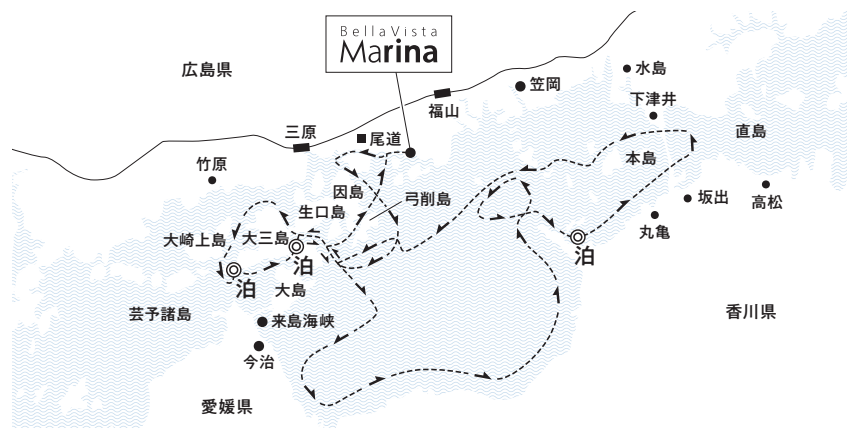 BellaVista
Marina
広島県
水島
笠岡
下津井
福山
三原
尾道
直島
竹原
本島
因島
弓削島
坂出
高松
生口島
大崎上島
大三島
丸亀
泊
泊
泊
大島
芸予諸島
来島海峡
香川県
今治
愛媛県